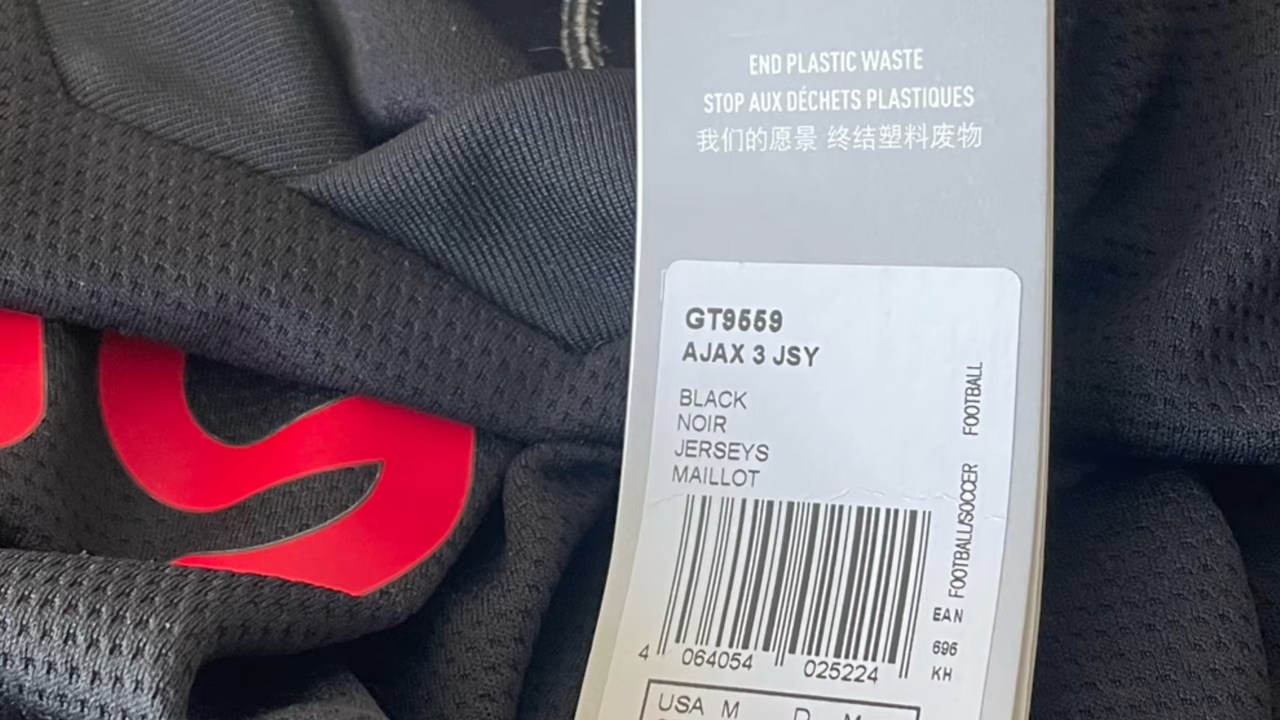 END PLASTIC WASTE
STOP AUX DÉCHETS PLASTIQUES
我们的愿景 终结塑料废物
GT9559
AJAX 3 JSY
BLACK
NOIR
JERSEYS
MAILLOT
FOOTBALL/SOCCER FOOTBALL
EAN
696
KH
4 064054 025224
USA M D M